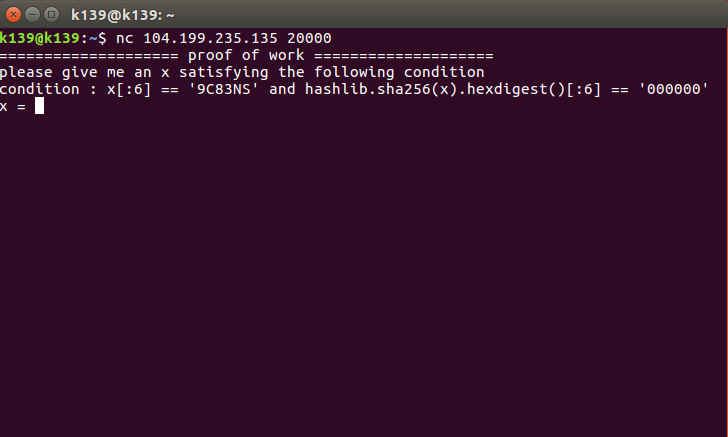 k139@k139: ~
k139@k139:~$ nc 104.199.235.135 20000
==================== proof of work ====================
please give me an x satisfying the following condition
condition : x[:6] == '9C83NS' and hashlib.sha256(x).hexdigest()[:6] == '000000'
x =